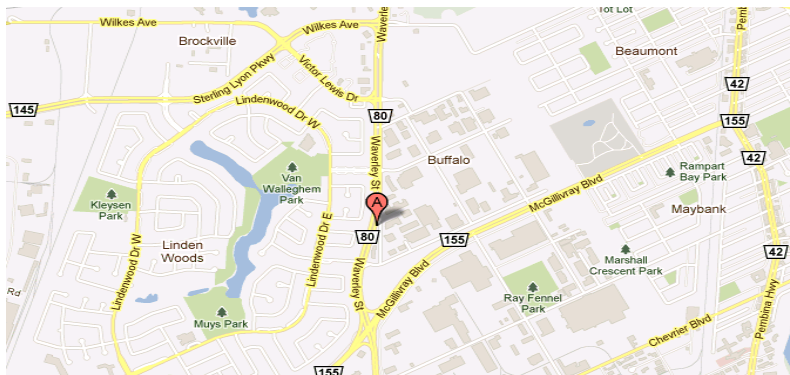 Tot Lot
Wilkes Ave
Wilkes Ave
Waverle
Pemb
Brockville
Beaumont
Victor Lewis Dr
Sterling Lyon Pkwy
42
145
Lindenwood Dr W
80
155
Waverley St
Buffalo
42
Van
Walleghem
Park
Rampart
Bay Park
Kleysen
Park
McGillivray Blvd
A
Maybank
Lindenwood Dr E
80
155
Linden
Woods
Lindenwood Dr W
42
Marshall
Crescent Park
Waverley St
McGillivray Blvd
Rd
Ray Fennel
Park
Pembina Hwy
Muys Park
Chevrier Blvd
155